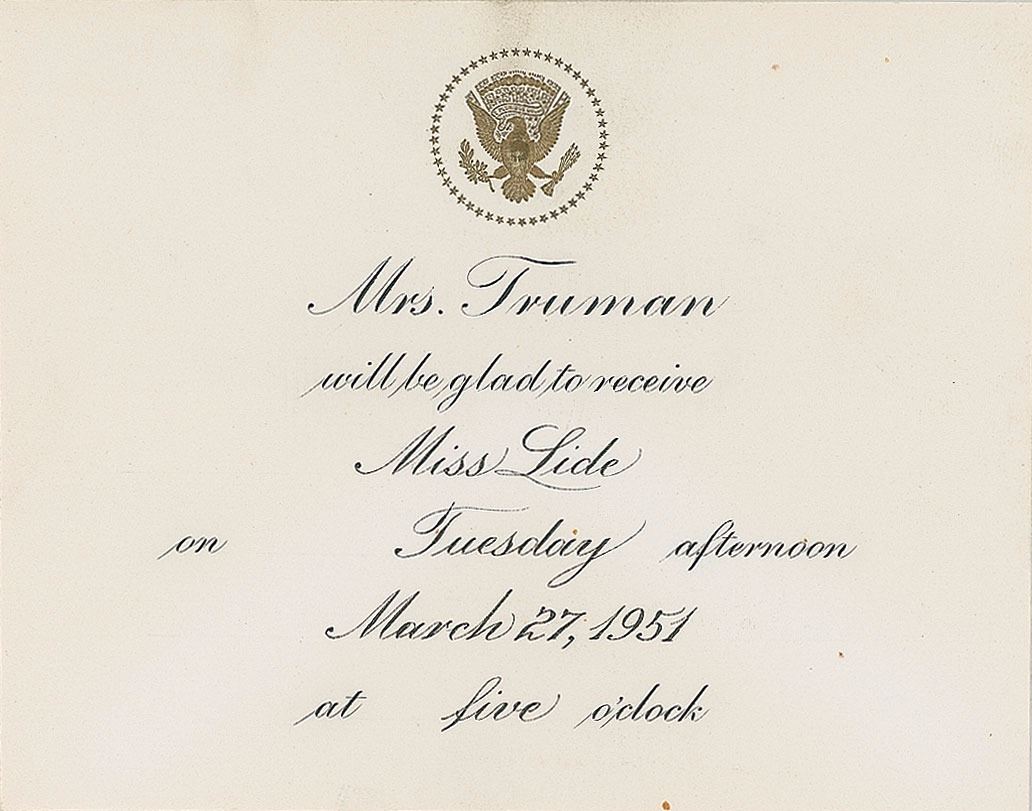 Mrs. Truman
will be glad to receive
Miss Lide
on Tuesday afternoon
March 27, 1951
at five o'clock